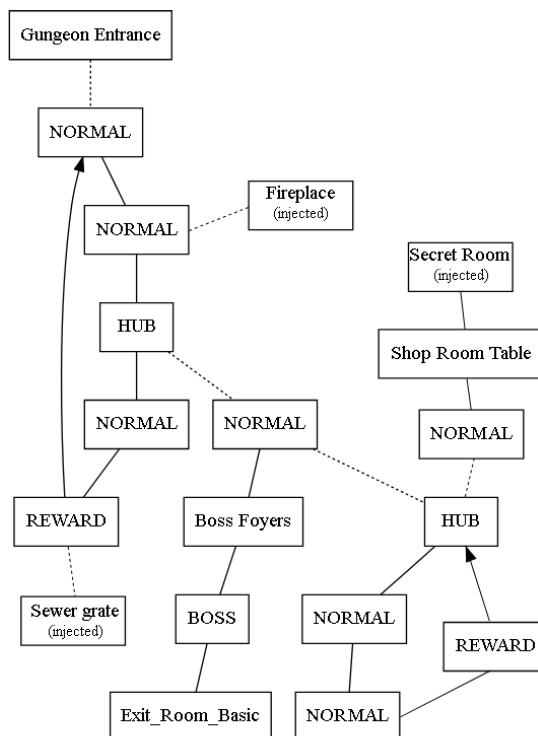 Gungeon Entrance
NORMAL
Fireplace
(injected)
NORMAL
Secret Room
(injected)
HUB
Shop Room Table
NORMAL
NORMAL
NORMAL
REWARD
Boss Foyers
HUB
Sewer grate
(injected)
BOSS
NORMAL
REWARD
Exit_Room_Basic
NORMAL